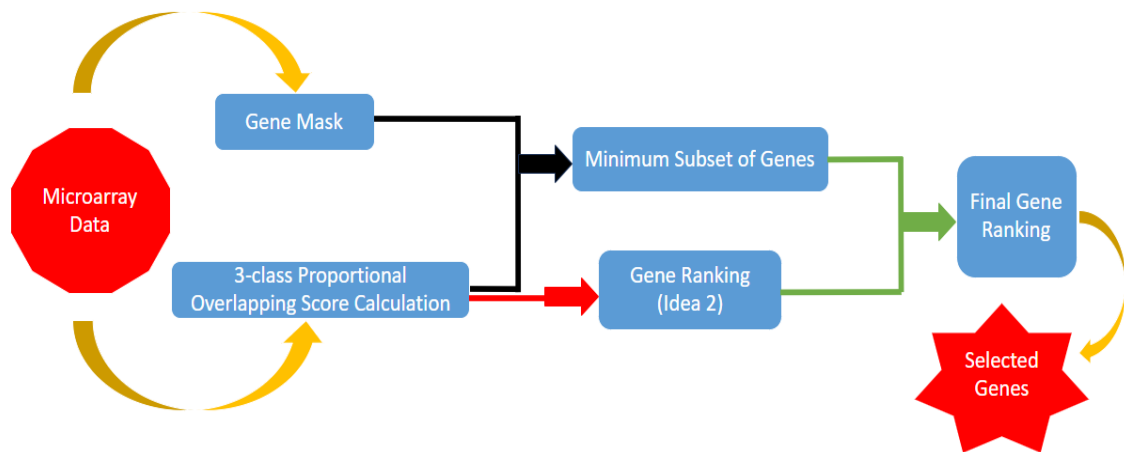 Gene Mask
Microarray
Data
3-class Proportional
Overlapping Score Calculation
Minimum Subset of Genes
Gene Ranking
(Idea 2)
Final Gene
Ranking
Selected
Genes